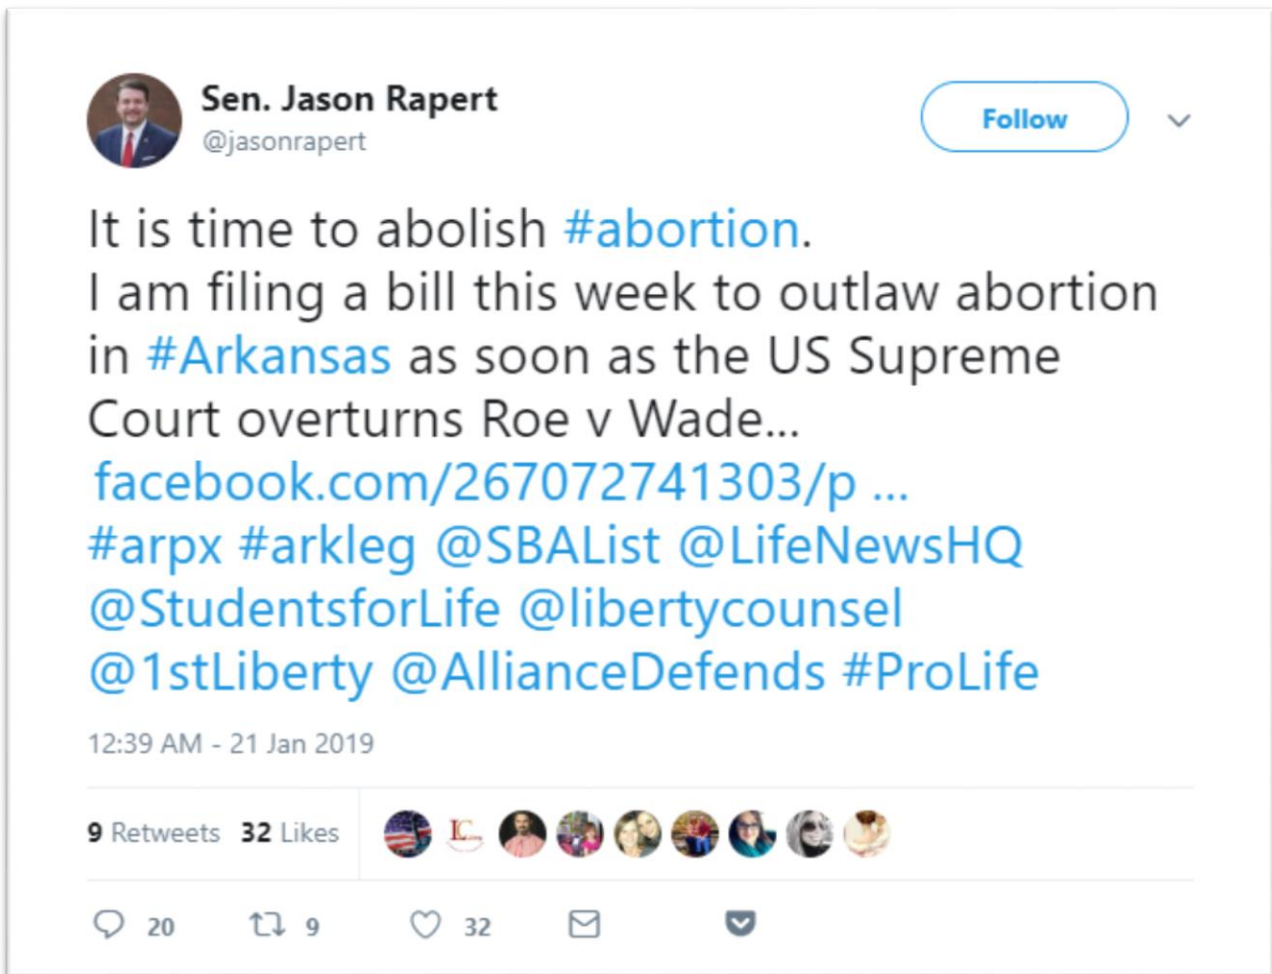 Sen. Jason Rapert
@jasonrapert
Follow
It is time to abolish #abortion.
I am filing a bill this week to outlaw abortion
in #Arkansas as soon as the US Supreme
Court overturns Roe v Wade...
facebook.com/267072741303/p ...
#arpx #arkleg @SBAList @LifeNewsHQ
@StudentsforLife @libertycounsel
@1stLiberty @AllianceDefends #ProLife
12:39 AM - 21 Jan 2019
9 Retweets 32 Likes
20 9 32